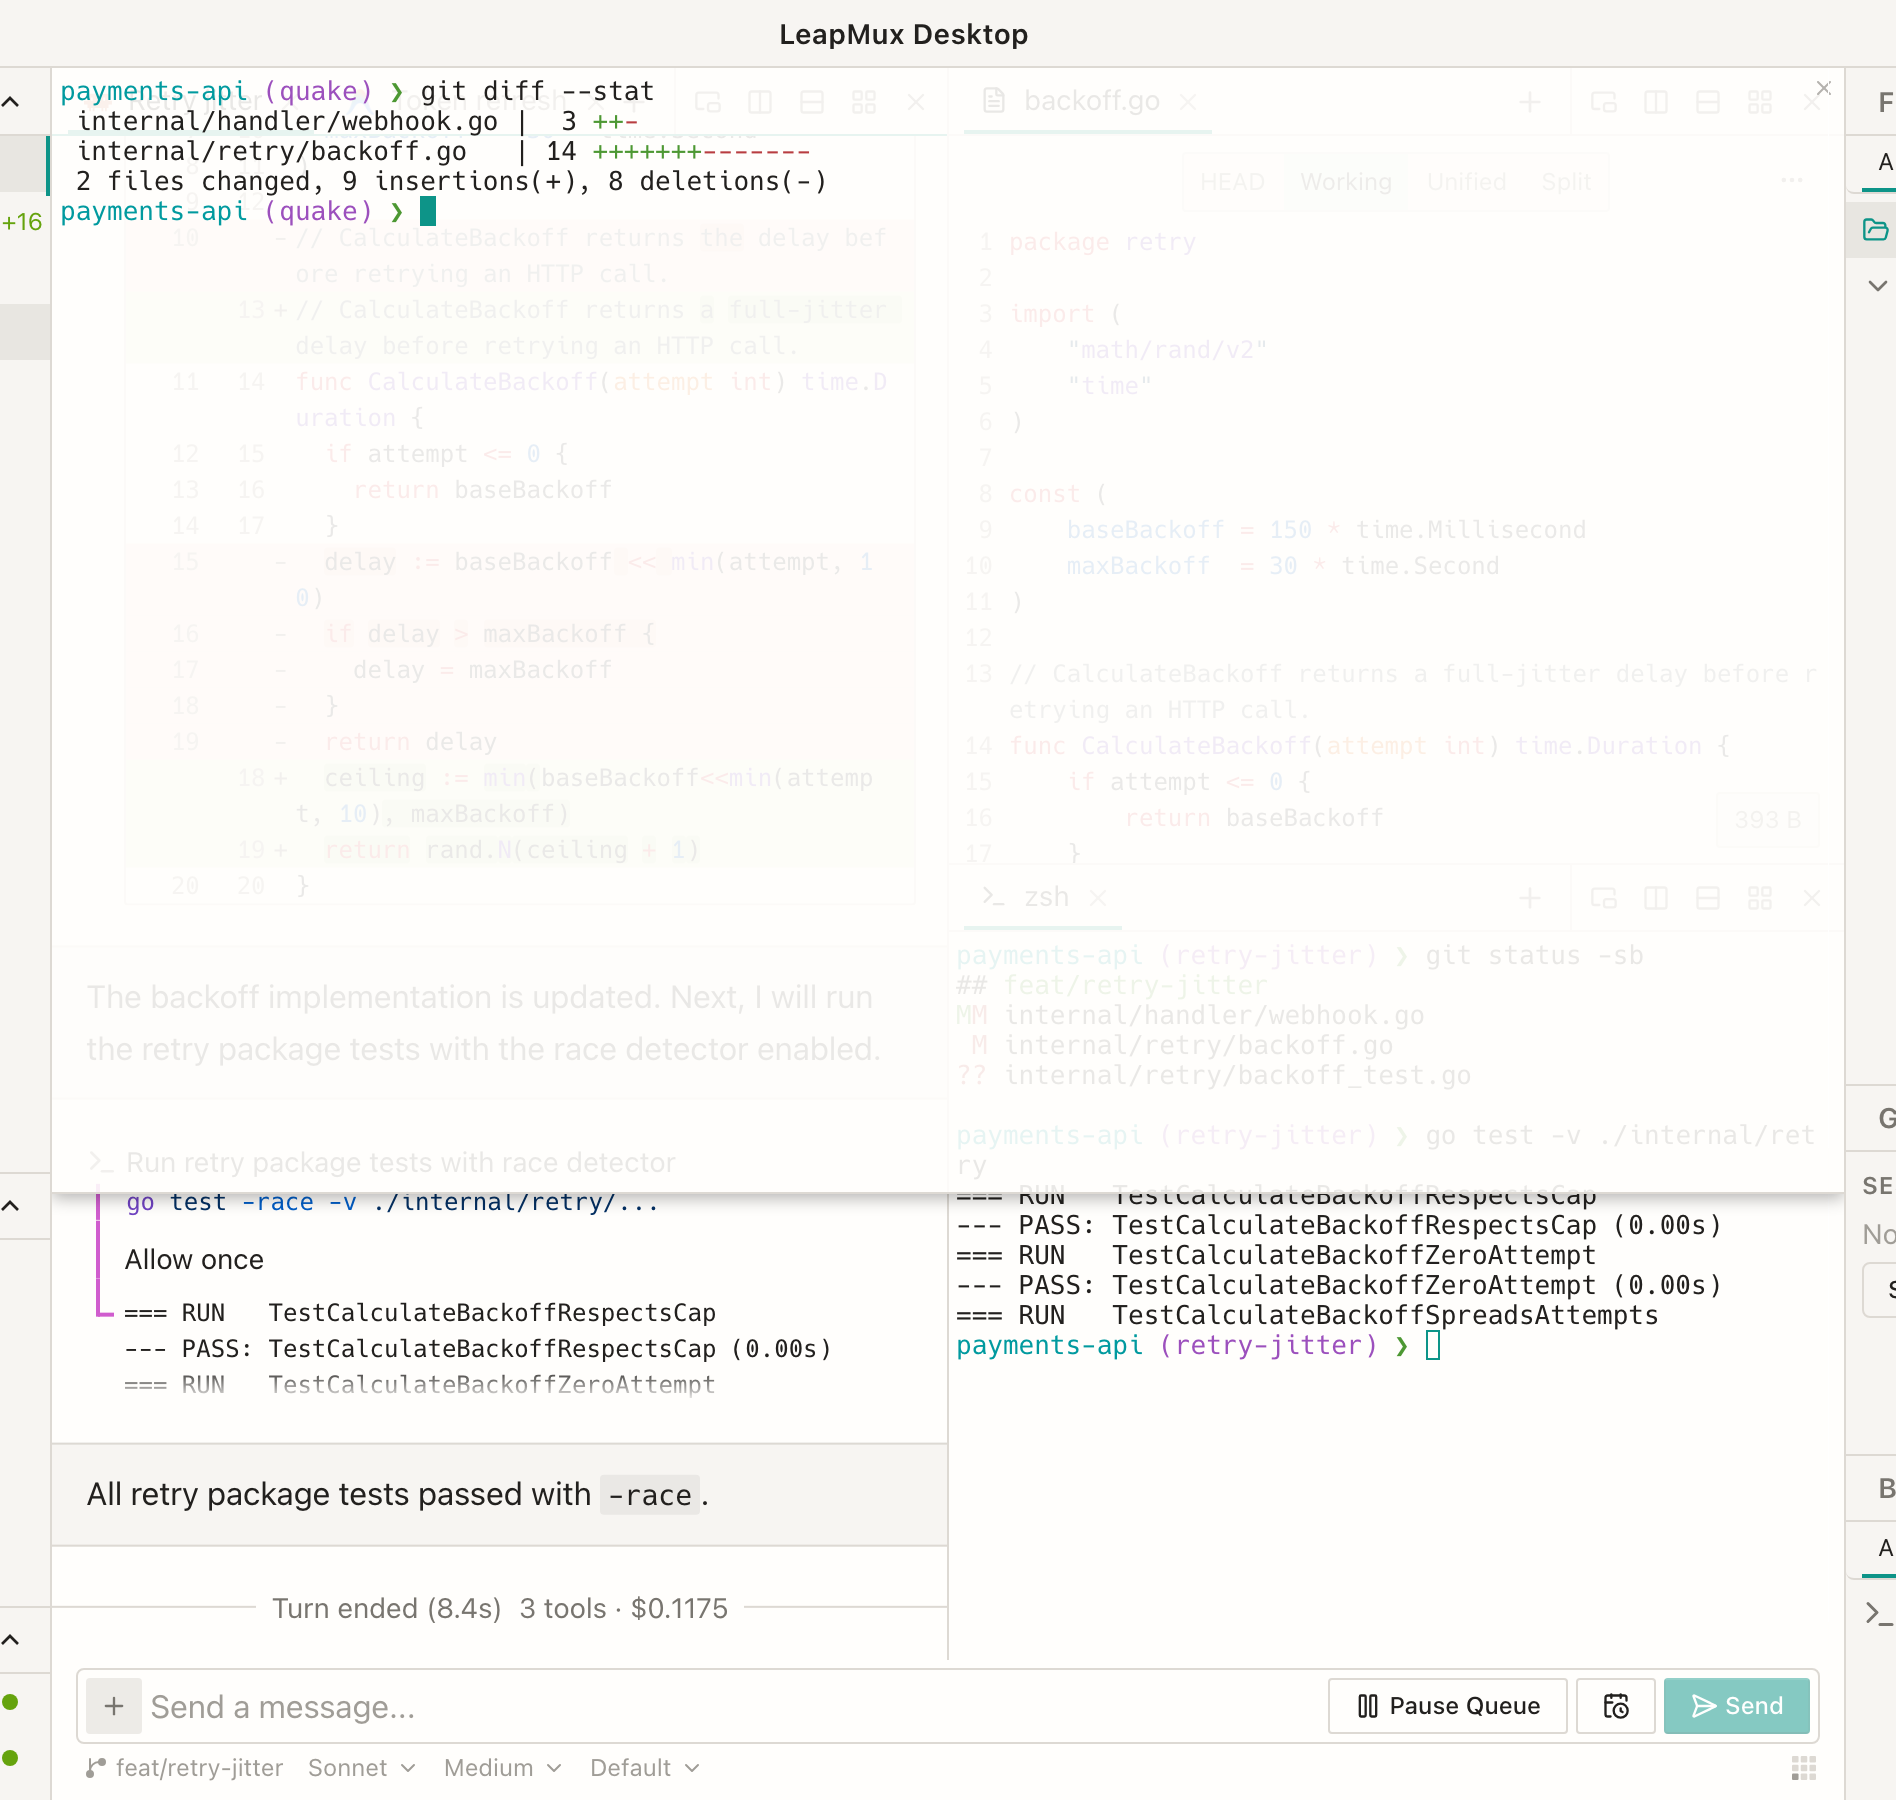 LeapMux Desktop
payments-api (quake) ❯ git diff --stat
internal/handler/webhook.go |  3 ++-
internal/retry/backoff.go   | 14 +++++++-------
2 files changed, 9 insertions(+), 8 deletions(-)
payments-api (quake) ❯
+16
Retry jitter
Token refresh
10 - // CalculateBackoff returns the delay bef
ore retrying an HTTP call.
13 + // CalculateBackoff returns a full-jitter
delay before retrying an HTTP call.
11 14 func CalculateBackoff(attempt int) time.D
uration {
12 15 if attempt <= 0 {
13 16 return baseBackoff
14 17 }
15 - delay := baseBackoff << min(attempt, 1
0)
16 - if delay > maxBackoff {
17 - delay = maxBackoff
18 - }
19 - return delay
18 + ceiling := min(baseBackoff<<min(attemp
t, 10), maxBackoff)
19 + return rand.N(ceiling + 1)
20 20 }
The backoff implementation is updated. Next, I will run
the retry package tests with the race detector enabled.
Run retry package tests with race detector
go test -race -v ./internal/retry/...
Allow once
=== RUN   TestCalculateBackoffRespectsCap
--- PASS: TestCalculateBackoffRespectsCap (0.00s)
=== RUN   TestCalculateBackoffZeroAttempt
All retry package tests passed with -race.
Turn ended (8.4s) 3 tools · $0.1175
backoff.go
HEAD Working Unified Split ···
1 package retry
2
3 import (
4 "math/rand/v2"
5 "time"
6 )
7
8 const (
9 baseBackoff = 150 * time.Millisecond
10 maxBackoff  = 30 * time.Second
11 )
12
13 // CalculateBackoff returns a full-jitter delay before r
etrying an HTTP call.
14 func CalculateBackoff(attempt int) time.Duration {
15 if attempt <= 0 {
16 return baseBackoff
17 }
393 B
zsh
payments-api (retry-jitter) ❯ git status -sb
## feat/retry-jitter
MM internal/handler/webhook.go
M internal/retry/backoff.go
?? internal/retry/backoff_test.go
payments-api (retry-jitter) ❯ go test -v ./internal/ret
ry
=== RUN   TestCalculateBackoffRespectsCap
--- PASS: TestCalculateBackoffRespectsCap (0.00s)
=== RUN   TestCalculateBackoffZeroAttempt
--- PASS: TestCalculateBackoffZeroAttempt (0.00s)
=== RUN   TestCalculateBackoffSpreadsAttempts
payments-api (retry-jitter) ❯
Send a message...
Pause Queue
Send
feat/retry-jitter Sonnet Medium Default
F
A
G
SE
No
S
B
A